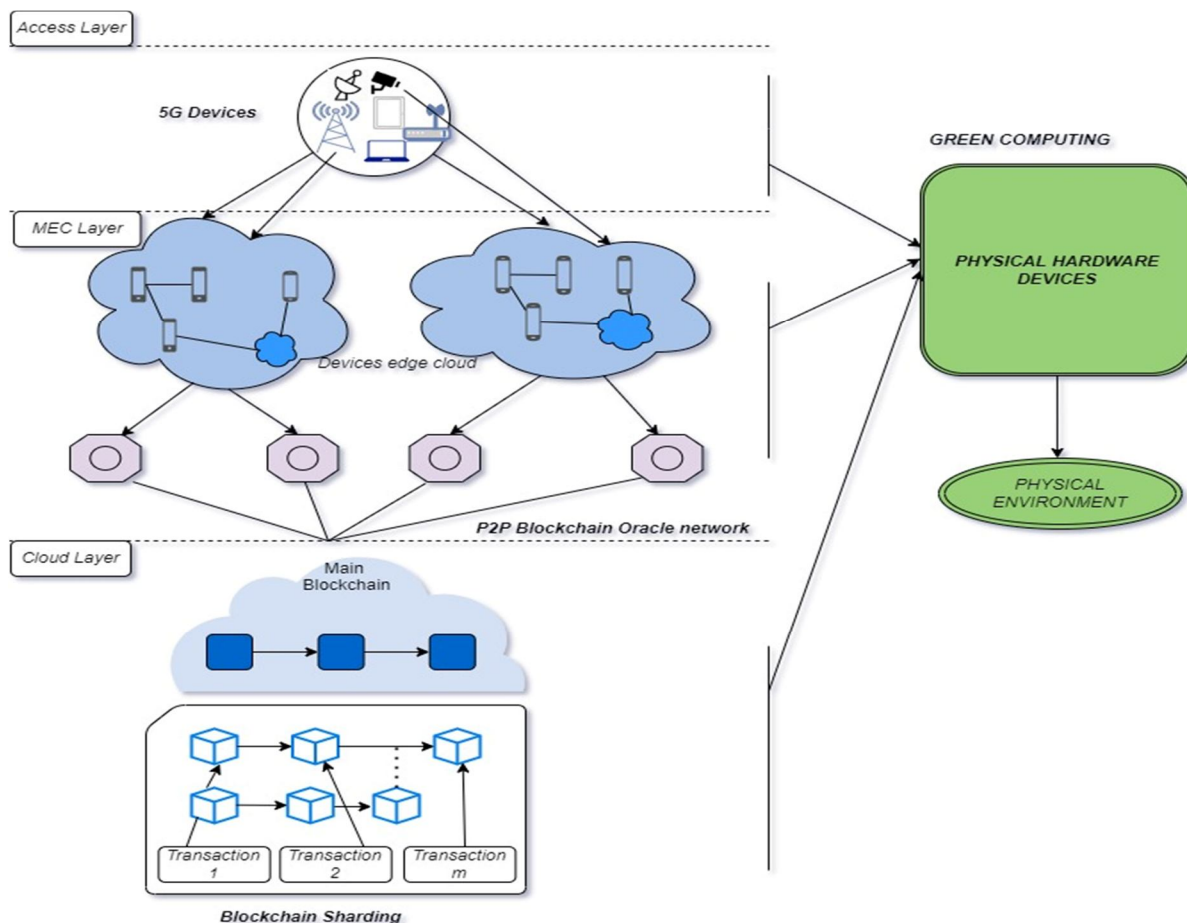 Access Layer
5G Devices
GREEN COMPUTING
MEC Layer
PHYSICAL HARDWARE
DEVICES
Devices edge cloud
PHYSICAL
ENVIRONMENT
P2P Blockchain Oracle network
Cloud Layer
Main
Blockchain
Transaction
1
Transaction
2
Transaction
m
Blockchain Sharding